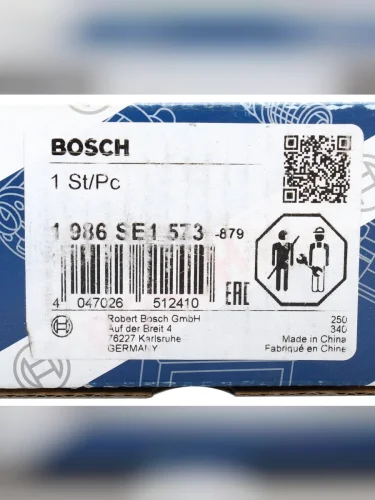 BOSCH
1 St/Pc
1 986 SE1 573 -879
4 047026 512410
EAC
Robert Bosch GmbH
Auf der Breit 4
76227 Karlsruhe
GERMANY
250
340
Made in China
Fabriqué en Chine